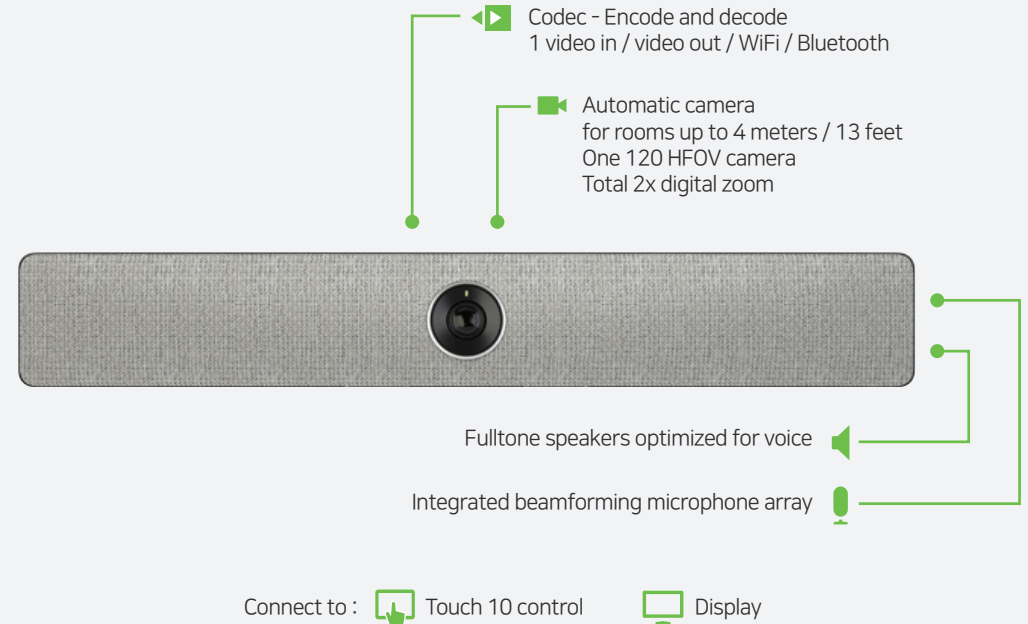 Codec - Encode and decode
1 video in / video out / WiFi / Bluetooth
Automatic camera
for rooms up to 4 meters / 13 feet
One 120 HFOV camera
Total 2x digital zoom
Fulltone speakers optimized for voice
Integrated beamforming microphone array
Connect to : Touch 10 control Display